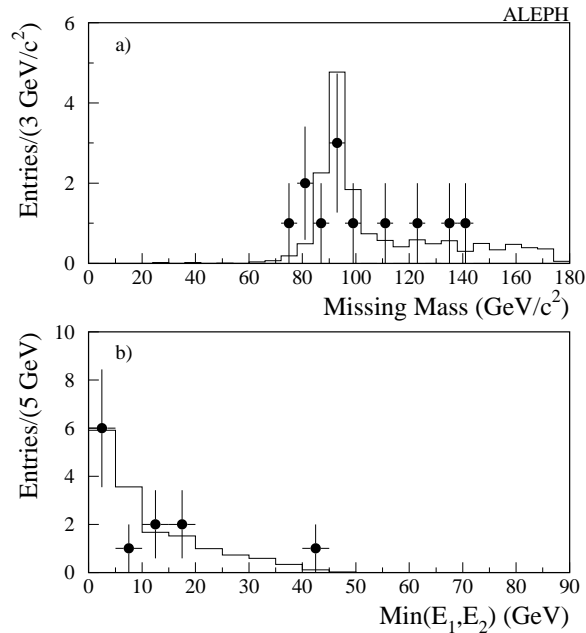 ALEPH
a)
Entries/(3 GeV/c²)
6
4
2
0
0 20 40 60 80 100 120 140 160 180
Missing Mass (GeV/c²)
b)
Entries/(5 GeV)
10
8
6
4
2
0
0 10 20 30 40 50 60 70 80 90
Min(E_1,E_2) (GeV)